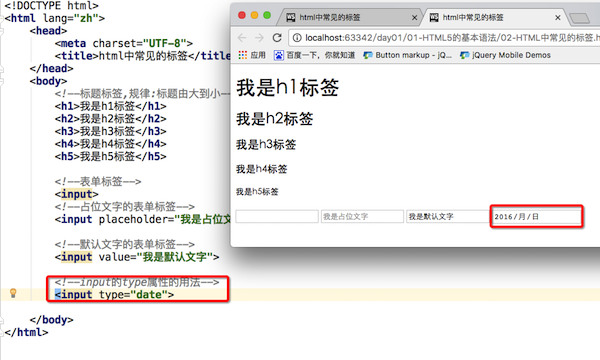 <!DOCTYPE html>
<html lang="zh">
<head>
<meta charset="UTF-8">
<title>html中常见的标签</title
</head>
<body>
<!--标题标签,规律:标题由大到小--
<h1>我是h1标签</h1>
<h2>我是h2标签</h2>
<h3>我是h3标签</h3>
<h4>我是h4标签</h4>
<h5>我是h5标签</h5>
<!--表单标签-->
<input>
<!--占位文字的表单标签-->
<input placeholder="我是占位文
<!--默认文字的表单标签-->
<input value="我是默认文字">
<!--input的type属性的用法-->
<input type="date">
</body>
</html>
html中常见的标签
html中常见的标签
localhost:63342/day01/01-HTML5的基本语法/02-HTML中常见的标签.h
应用 百度一下，你就知道 Button markup - jQ... jQuery Mobile Demos
我是h1标签
我是h2标签
我是h3标签
我是h4标签
我是h5标签
我是占位文字 我是默认文字 2016/月/日